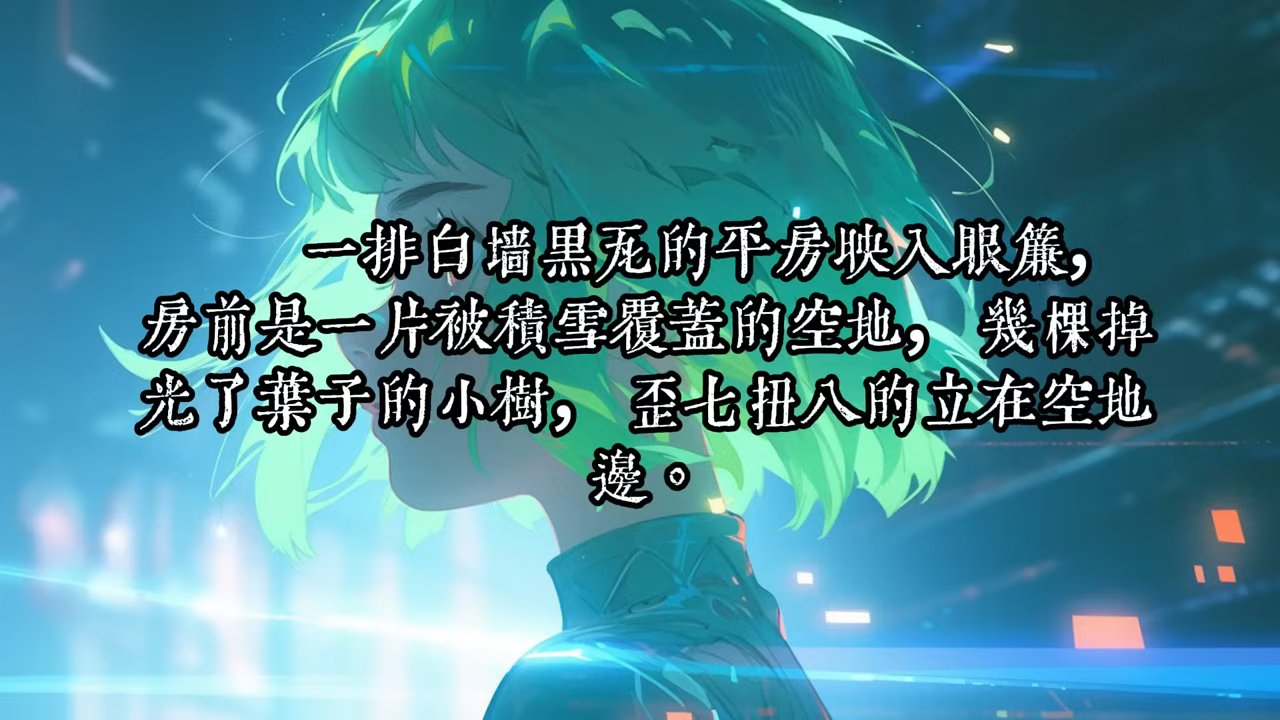 一排白墙黑瓦的平房映入眼簾，
房前是一片被積雪覆蓋的空地，幾棵掉
光了葉子的小樹，歪七扭八的立在空地
邊。